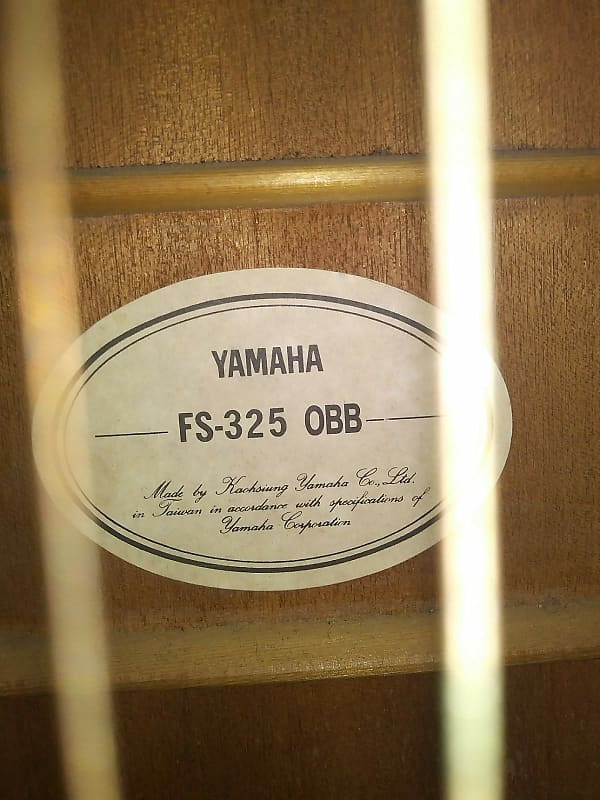 YAMAHA
FS-325 OBB
Made by Kaohsiung Yamaha Co., Ltd.
in Taiwan in accordance with specifications of
Yamaha Corporation